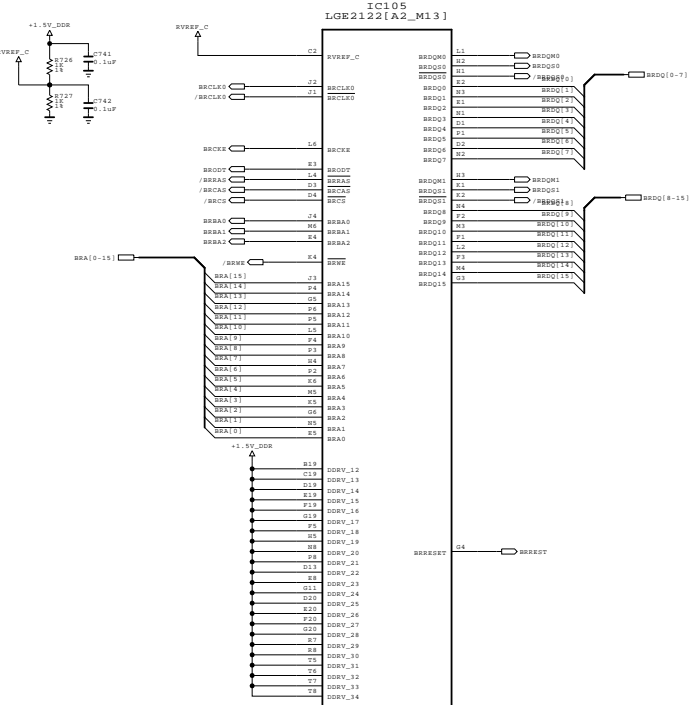 IC105
LGE2122[A2_M13]
+1.5V_DDR
RVREF_C
R726
1K
1%
C741
0.1uF
R727
1K
1%
C742
0.1uF
RVREF_C
C2 RVREF_C
BRCLK0 J2 BRCLK0
/BRCLK0 J1 BRCLK0
BRCKE L6 BRCKE
BRODT E3 BRODT
/BRRAS L4 BRRAS
/BRCAS D3 BRCAS
/BRCS D4 BRCS
BRBA0 J4 BRBA0
BRBA1 M6 BRBA1
BRBA2 E4 BRBA2
/BRWE K4 BRWE
BRA[0-15]
BRA[15] J3 BRA15
BRA[14] P4 BRA14
BRA[13] G5 BRA13
BRA[12] P6 BRA12
BRA[11] P5 BRA11
BRA[10] L5 BRA10
BRA[9] F4 BRA9
BRA[8] P3 BRA8
BRA[7] H4 BRA7
BRA[6] P2 BRA6
BRA[5] K6 BRA5
BRA[4] M5 BRA4
BRA[3] K5 BRA3
BRA[2] G6 BRA2
BRA[1] N5 BRA1
BRA[0] E5 BRA0
+1.5V_DDR
B19 DDRV_12
C19 DDRV_13
D19 DDRV_14
E19 DDRV_15
F19 DDRV_16
G19 DDRV_17
F5 DDRV_18
H5 DDRV_19
N8 DDRV_20
P8 DDRV_21
D13 DDRV_22
E8 DDRV_23
G11 DDRV_24
D20 DDRV_25
E20 DDRV_26
F20 DDRV_27
G20 DDRV_28
R7 DDRV_29
R8 DDRV_30
T5 DDRV_31
T6 DDRV_32
T7 DDRV_33
T8 DDRV_34
BRDQM0 L1 BRDQM0
BRDQS0 H2 BRDQS0
BRDQS0 H1 /BRDQS0
BRDQ0 E2 BRDQ[0]
BRDQ1 N3 BRDQ[1]
BRDQ2 E1 BRDQ[2]
BRDQ3 N1 BRDQ[3]
BRDQ4 D1 BRDQ[4]
BRDQ5 P1 BRDQ[5]
BRDQ6 D2 BRDQ[6]
BRDQ7 N2 BRDQ[7]
BRDQ[0-7]
BRDQM1 H3 BRDQM1
BRDQS1 K1 BRDQS1
BRDQS1 K2 /BRDQS1
BRDQ8 N4 BRDQ[8]
BRDQ9 F2 BRDQ[9]
BRDQ10 M3 BRDQ[10]
BRDQ11 F1 BRDQ[11]
BRDQ12 L2 BRDQ[12]
BRDQ13 F3 BRDQ[13]
BRDQ14 M4 BRDQ[14]
BRDQ15 G3 BRDQ[15]
BRDQ[8-15]
BRRESET G4 BRREST